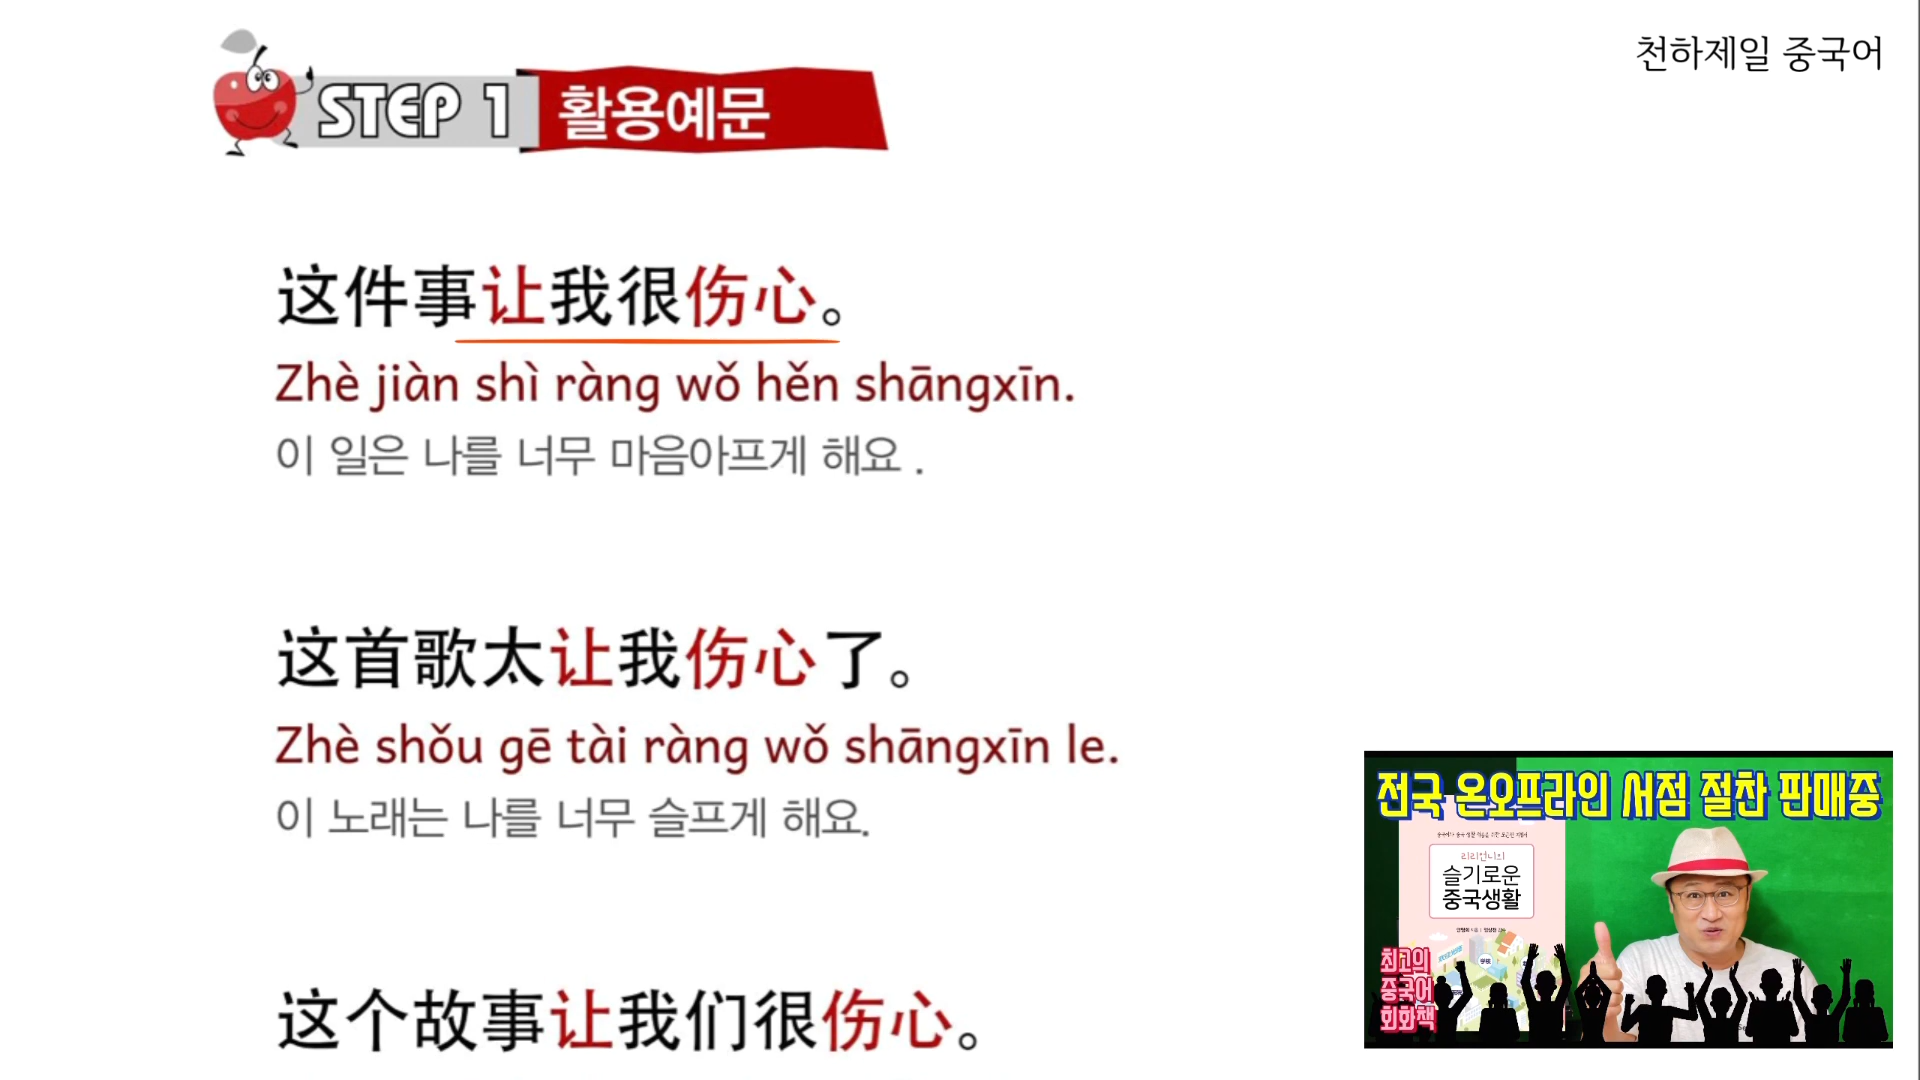 천하제일 중국어
STEP 1 활용예문
这件事让我很伤心。
Zhè jiàn shì ràng wǒ hěn shāngxīn.
이 일은 나를 너무 마음아프게 해요 .
这首歌太让我伤心了。
Zhè shǒu gē tài ràng wǒ shāngxīn le.
이 노래는 나를 너무 슬프게 해요.
这个故事让我们很伤心。
전국 온오프라인 서점 절찬 판매중
리리언니의
슬기로운
중국생활
최고의
중국어
회화책